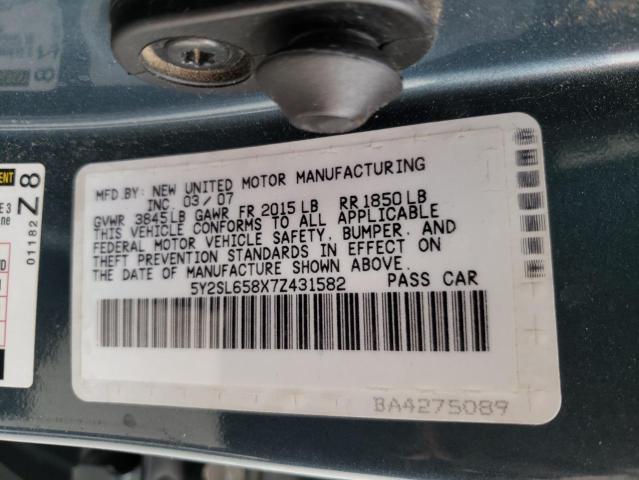 MFD.BY: NEW UNITED MOTOR MANUFACTURING
INC. 03/07
GVWR 3845LB GAWR FR 2015LB RR 1850LB
THIS VEHICLE CONFORMS TO ALL APPLICABLE
FEDERAL MOTOR VEHICLE SAFETY, BUMPER, AND
THEFT PREVENTION STANDARDS IN EFFECT ON
THE DATE OF MANUFACTURE SHOWN ABOVE.
5Y2SL658X7Z431582 PASS CAR
BA4275089
Z8
01182